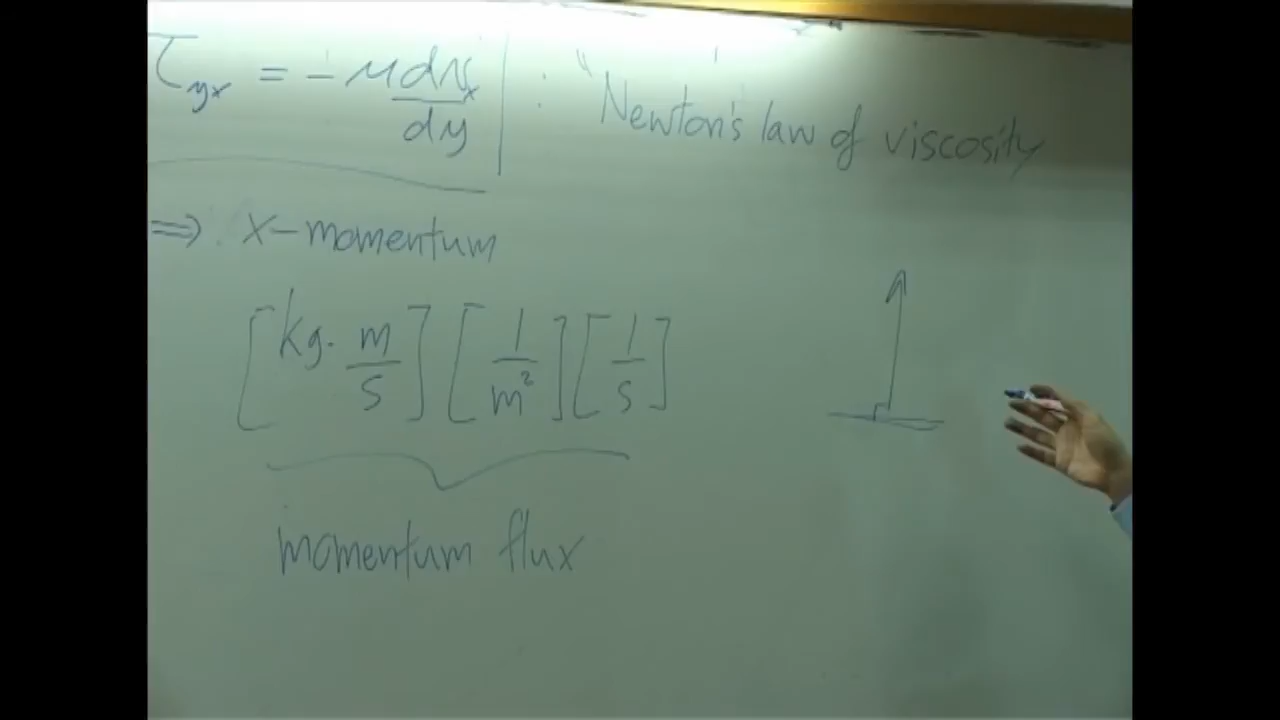 τyx = -μ dvx/dy : "Newton's law of viscosity
⇒ x-momentum
[kg. m/s] [1/m²] [1/s]
momentum flux